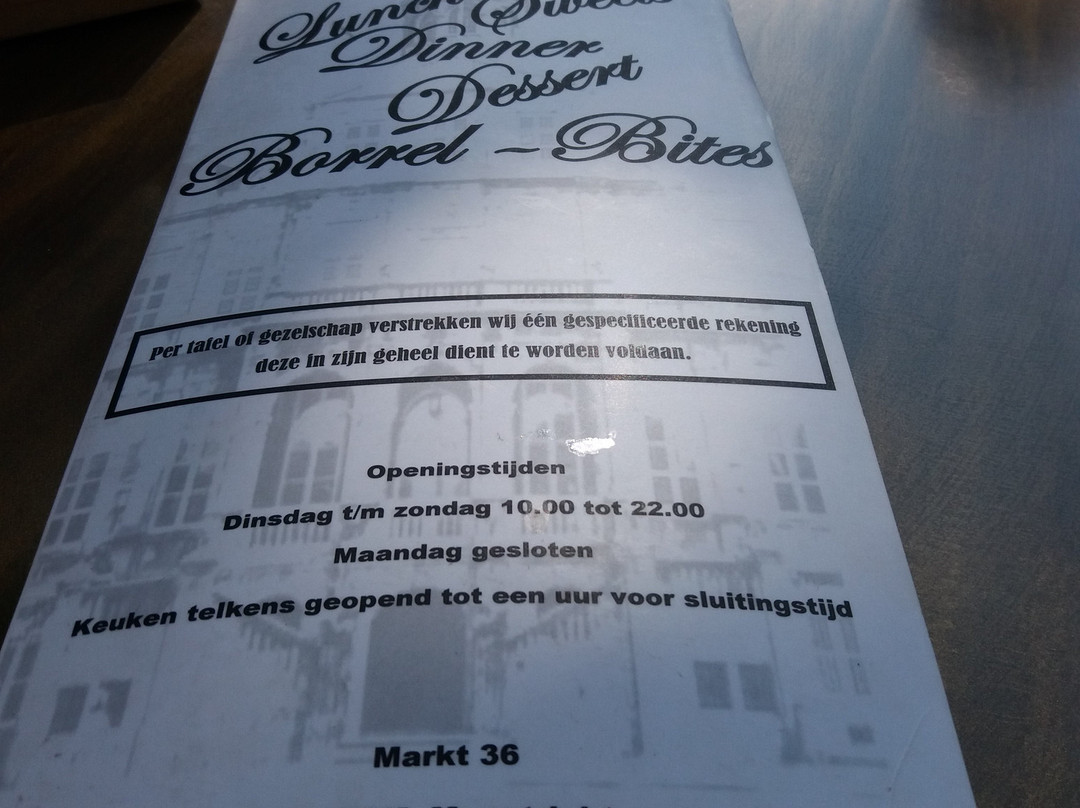 Lunch Sweets
Dinner
Dessert
Borrel ~ Bites
Per tafel of gezelschap verstrekken wij één gespecificeerde rekening
deze in zijn geheel dient te worden voldaan.
Openingstijden
Dinsdag t/m zondag 10.00 tot 22.00
Maandag gesloten
Keuken telkens geopend tot een uur voor sluitingstijd
Markt 36